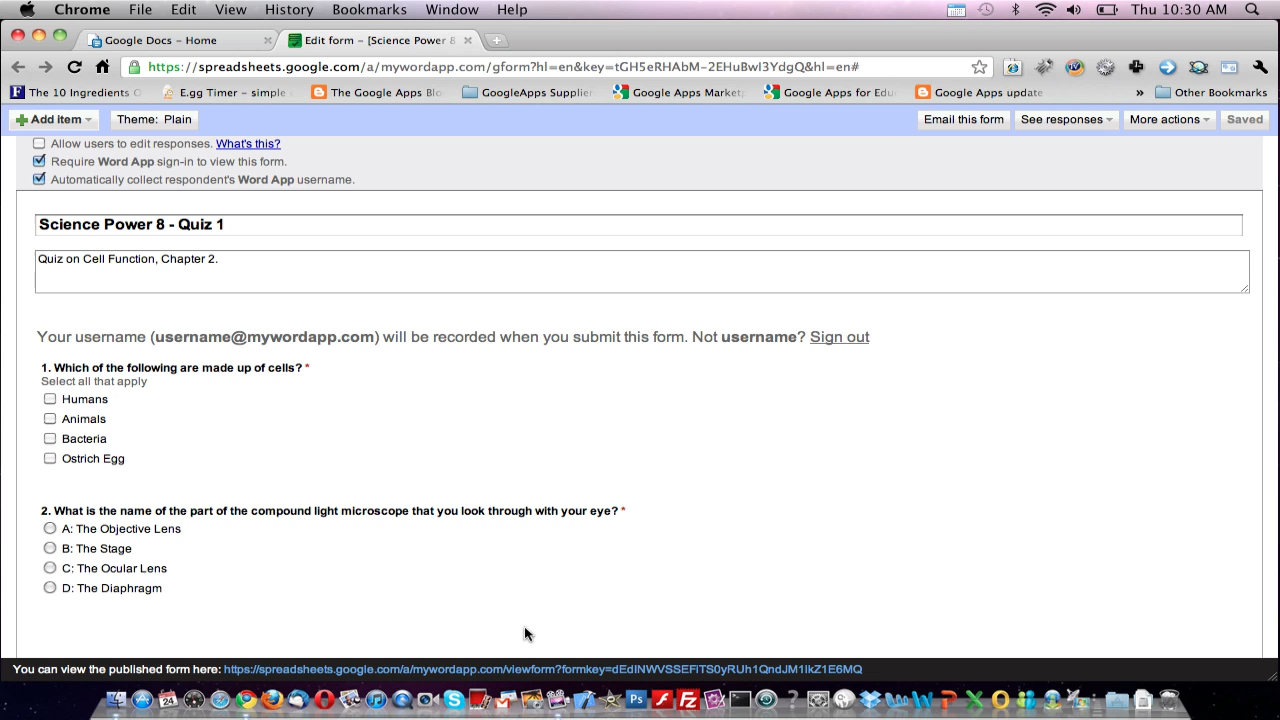 Chrome File Edit View History Bookmarks Window Help Thu 10:30 AM
Google Docs - Home Edit form - [Science Power 8
https://spreadsheets.google.com/a/mywordapp.com/gform?hl=en&key=tGH5eRHAbM-2EHuBwl3YdgQ&hl=en#
The 10 Ingredients E.gg Timer - simple The Google Apps Blo GoogleApps Supplier Google Apps Market Google Apps for Edu Google Apps update » Other Bookmarks
Add item Theme: Plain Email this form See responses More actions Saved
Allow users to edit responses. What's this?
Require Word App sign-in to view this form.
Automatically collect respondent's Word App username.
Science Power 8 - Quiz 1
Quiz on Cell Function, Chapter 2.
Your username (username@mywordapp.com) will be recorded when you submit this form. Not username? Sign out
1. Which of the following are made up of cells? *
Select all that apply
Humans
Animals
Bacteria
Ostrich Egg
2. What is the name of the part of the compound light microscope that you look through with your eye? *
A: The Objective Lens
B: The Stage
C: The Ocular Lens
D: The Diaphragm
You can view the published form here: https://spreadsheets.google.com/a/mywordapp.com/viewform?formkey=dEdINWVSSEFiTS0yRUh1QndJM1lkZ1E6MQ